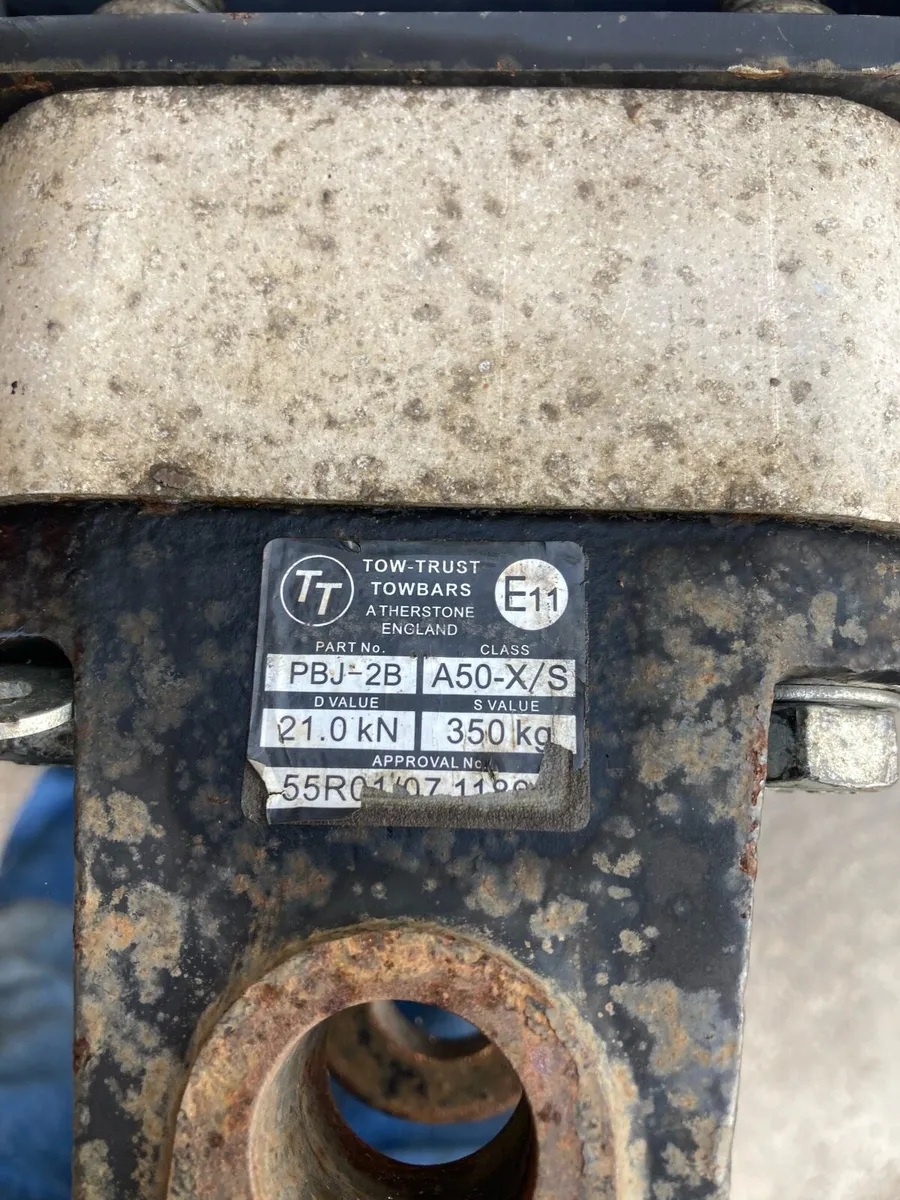 TT
TOW-TRUST
TOWBARS
ATHERSTONE
ENGLAND
E11
PART No. CLASS
PBJ-2B A50-X/S
D VALUE S VALUE
21.0 kN 350 kg
APPROVAL No.